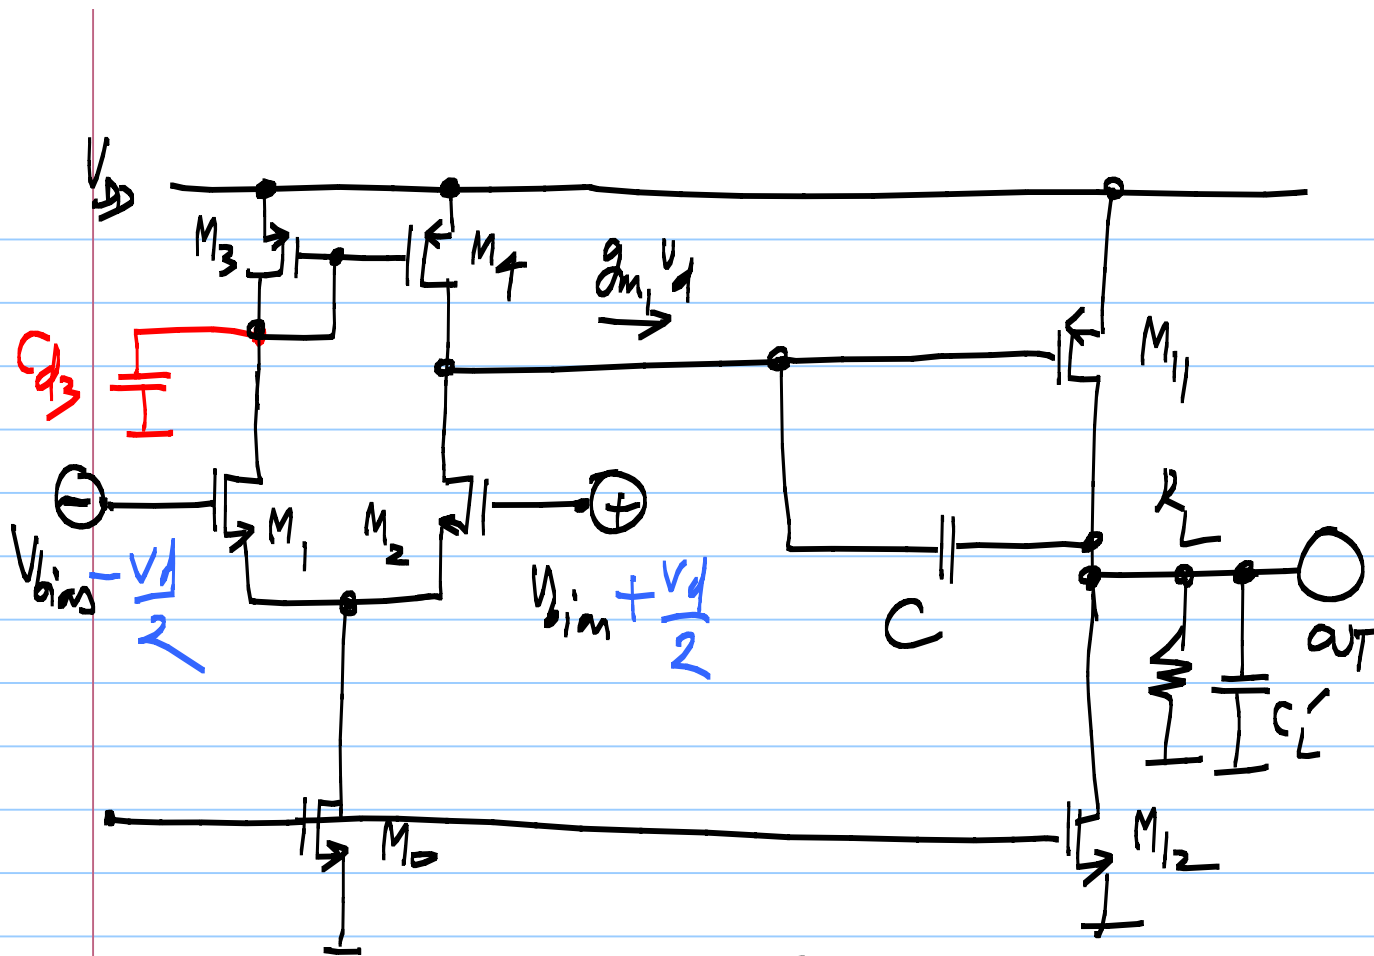 VDD
M3
M4
gm1 vd
Cd3
M11
−
M1
M2
+
RL
Vbias − vd/2
Vbias + vd/2
C
OUT
CL'
M0
M12